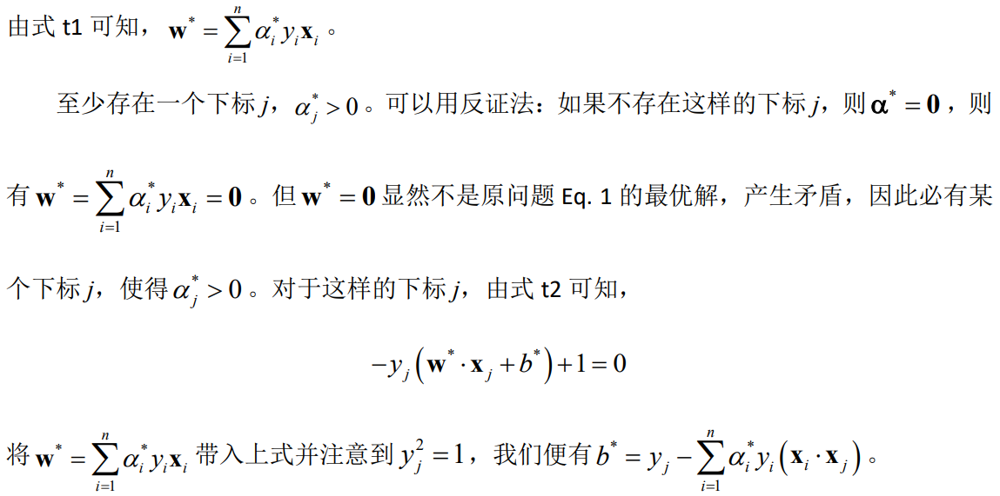 由式 t1 可知， $\mathbf{w}^* = \sum_{i=1}^{n} \alpha_i^* y_i \mathbf{x}_i$ 。
至少存在一个下标 j， $\alpha_j^* > 0$ 。可以用反证法：如果不存在这样的下标 j，则 $\boldsymbol{\alpha}^* = \mathbf{0}$ ，则
有 $\mathbf{w}^* = \sum_{i=1}^{n} \alpha_i^* y_i \mathbf{x}_i = \mathbf{0}$ 。但 $\mathbf{w}^* = \mathbf{0}$ 显然不是原问题 Eq. 1 的最优解，产生矛盾，因此必有某
个下标 j，使得 $\alpha_j^* > 0$ 。对于这样的下标 j，由式 t2 可知，
$-y_j \left( \mathbf{w}^* \cdot \mathbf{x}_j + b^* \right) + 1 = 0$
将 $\mathbf{w}^* = \sum_{i=1}^{n} \alpha_i^* y_i \mathbf{x}_i$ 带入上式并注意到 $y_j^2 = 1$，我们便有 $b^* = y_j - \sum_{i=1}^{n} \alpha_i^* y_i \left( \mathbf{x}_i \cdot \mathbf{x}_j \right)$ 。